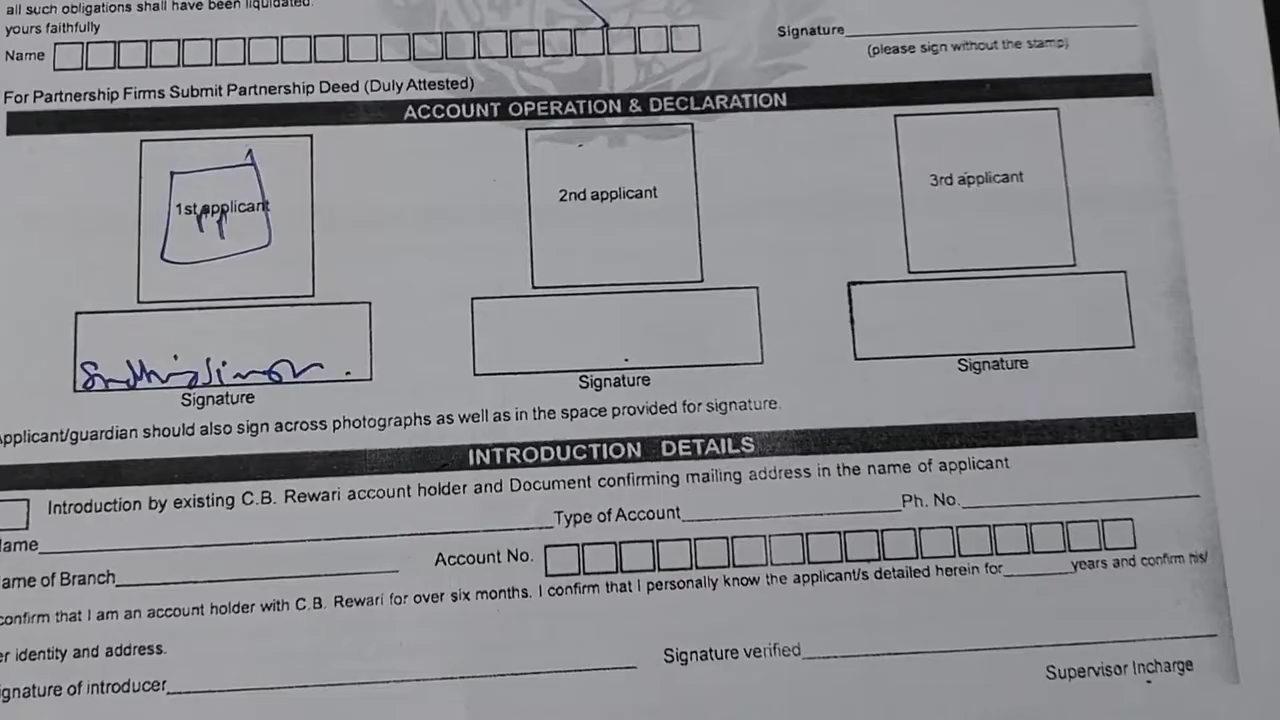 all such obligations shall have been liquidated.
yours faithfully
Name
Signature
(please sign without the stamp)
For Partnership Firms Submit Partnership Deed (Duly Attested)
ACCOUNT OPERATION & DECLARATION
1st applicant
2nd applicant
3rd applicant
Signature
Signature
Signature
Applicant/guardian should also sign across photographs as well as in the space provided for signature.
INTRODUCTION DETAILS
Introduction by existing C.B. Rewari account holder and Document confirming mailing address in the name of applicant
ame Type of Account Ph. No.
ame of Branch Account No.
confirm that I am an account holder with C.B. Rewari for over six months. I confirm that I personally know the applicant/s detailed herein for years and confirm his/
er identity and address.
ignature of introducer Signature verified
Supervisor Incharge